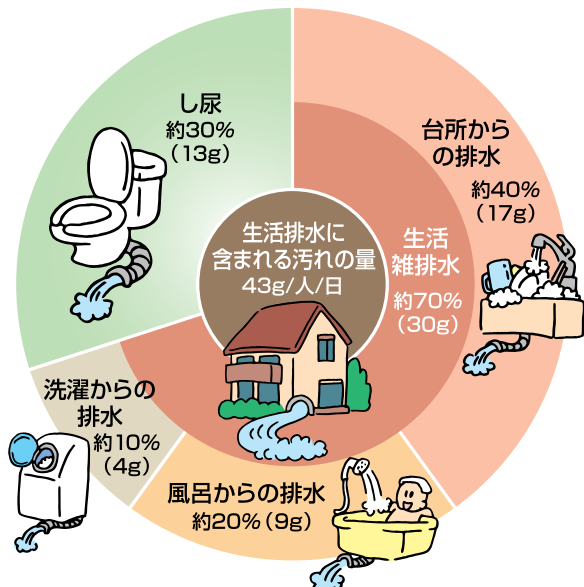 し尿
約30%
（13g）
台所から
の排水
約40%
（17g）
生活排水に
含まれる汚れの量
43g/人/日
生活
雑排水
約70%
（30g）
洗濯からの
排水
約10%
（4g）
風呂からの排水
約20%（9g）